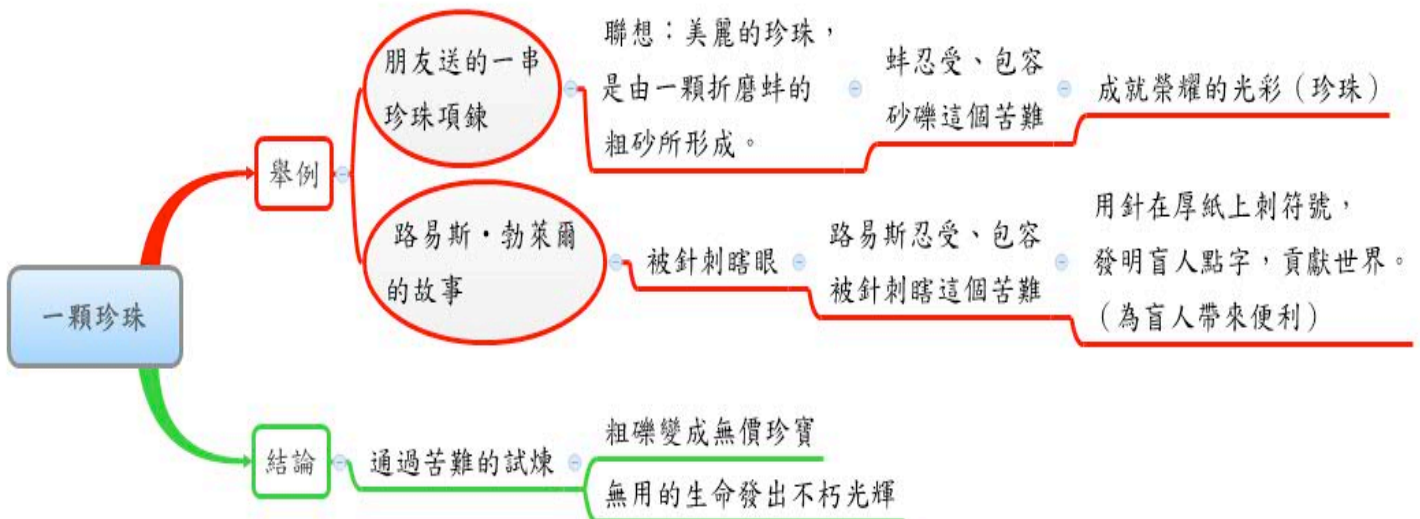 一顆珍珠
舉例
朋友送的一串
珍珠項鍊
聯想：美麗的珍珠，
是由一顆折磨蚌的
粗砂所形成。
蚌忍受、包容
砂礫這個苦難
成就榮耀的光彩（珍珠）
路易斯·勃萊爾
的故事
被針刺瞎眼
路易斯忍受、包容
被針刺瞎這個苦難
用針在厚紙上刺符號，
發明盲人點字，貢獻世界。
（為盲人帶來便利）
結論
通過苦難的試煉
粗礫變成無價珍寶
無用的生命發出不朽光輝